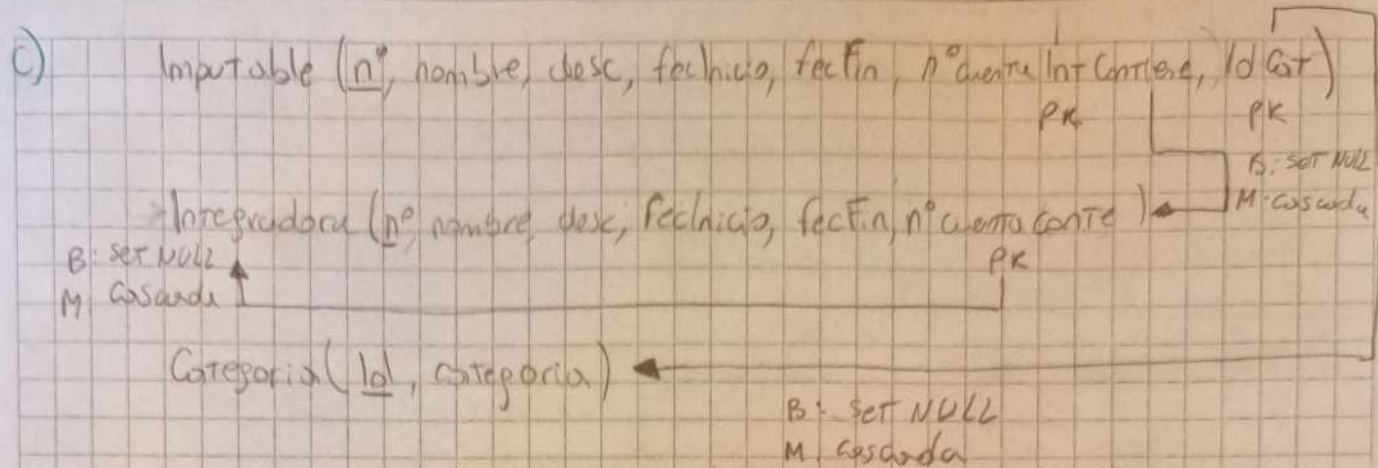 c) Imputable (nº, nombre, desc, fecInicio, fecFin, nº cuenta Int Contiene, Id Cat)
PK PK
B: SET NULL
M: cascada
Integradora (nº, nombre, desc, fecInicio, fecFin, nº cuenta conte)
B: SET NULL PK
M: Cascada
Categoria (Id, categoria)
B: SET NULL
M: cascada